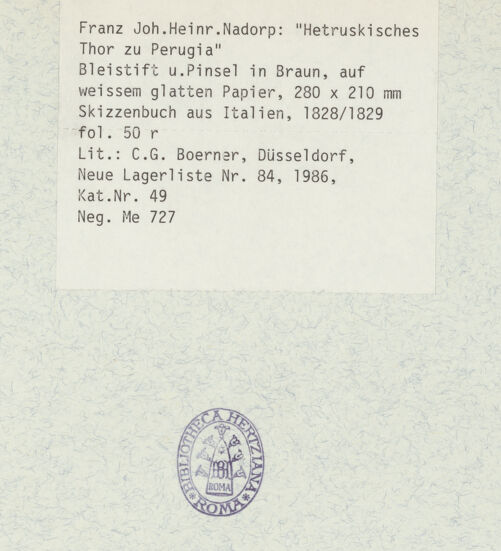 Franz Joh.Heinr.Nadorp: "Hetruskisches
Thor zu Perugia"
Bleistift u.Pinsel in Braun, auf
weissem glatten Papier, 280 x 210 mm
Skizzenbuch aus Italien, 1828/1829
fol. 50 r
Lit.: C.G. Boerner, Düsseldorf,
Neue Lagerliste Nr. 84, 1986,
Kat.Nr. 49
Neg. Me 727
BIBLIOTHECA HERTZIANA
ROMA
*ROMA*